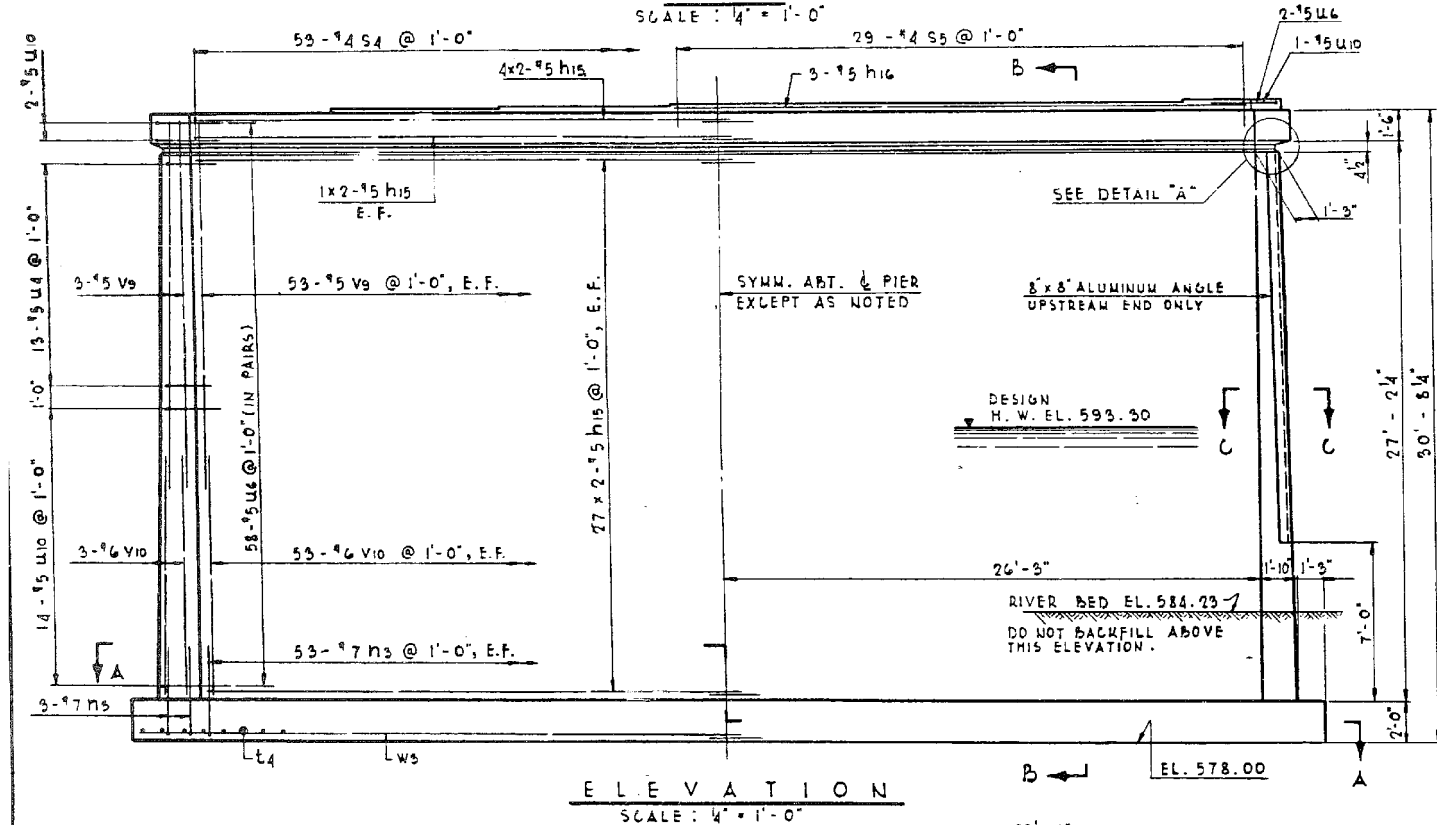 SCALE : ¼" = 1'-0"
2-#5 U6
1-#5 U10
53-#4 S4 @ 1'-0"
29-#4 S5 @ 1'-0"
B
2-#5 U10
4x2-#5 h15
3-#5 h16
1'-6"
4½"
1x2-#5 h15
E.F.
SEE DETAIL "A"
1'-3"
13-#5 U4 @ 1'-0"
3-#5 V9
53-#5 V9 @ 1'-0", E.F.
SYMM. ABT. ℄ PIER
EXCEPT AS NOTED
8"x8" ALUMINUM ANGLE
UPSTREAM END ONLY
1'-0"
58-#5 U6 @ 1'-0" (IN PAIRS)
27 x 2-#5 h15 @ 1'-0", E.F.
DESIGN
H.W. EL. 593.30
C
C
27'-2¼"
30'-8¼"
14-#5 U10 @ 1'-0"
3-#6 V10
53-#6 V10 @ 1'-0", E.F.
26'-3"
1'-10"
1'-3"
RIVER BED EL. 584.23
DO NOT BACKFILL ABOVE
THIS ELEVATION.
7'-0"
A
53-#7 n3 @ 1'-0", E.F.
3-#7 n3
2'-0"
t4
w3
B
EL. 578.00
A
ELEVATION
SCALE : ¼" = 1'-0"